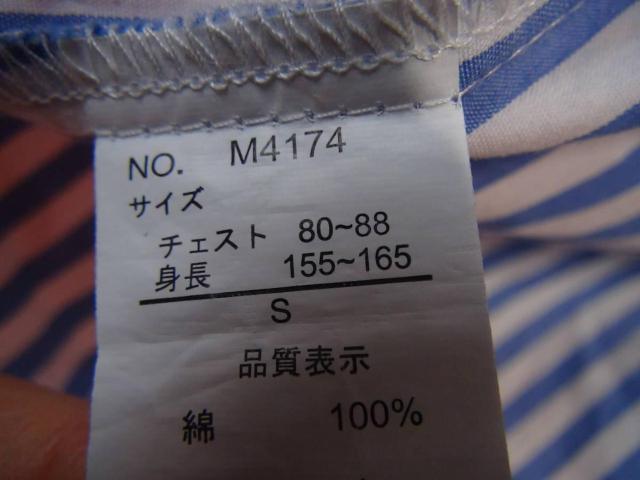 NO. M4174
サイズ
チェスト 80~88
身長 155~165
S
品質表示
綿 100%